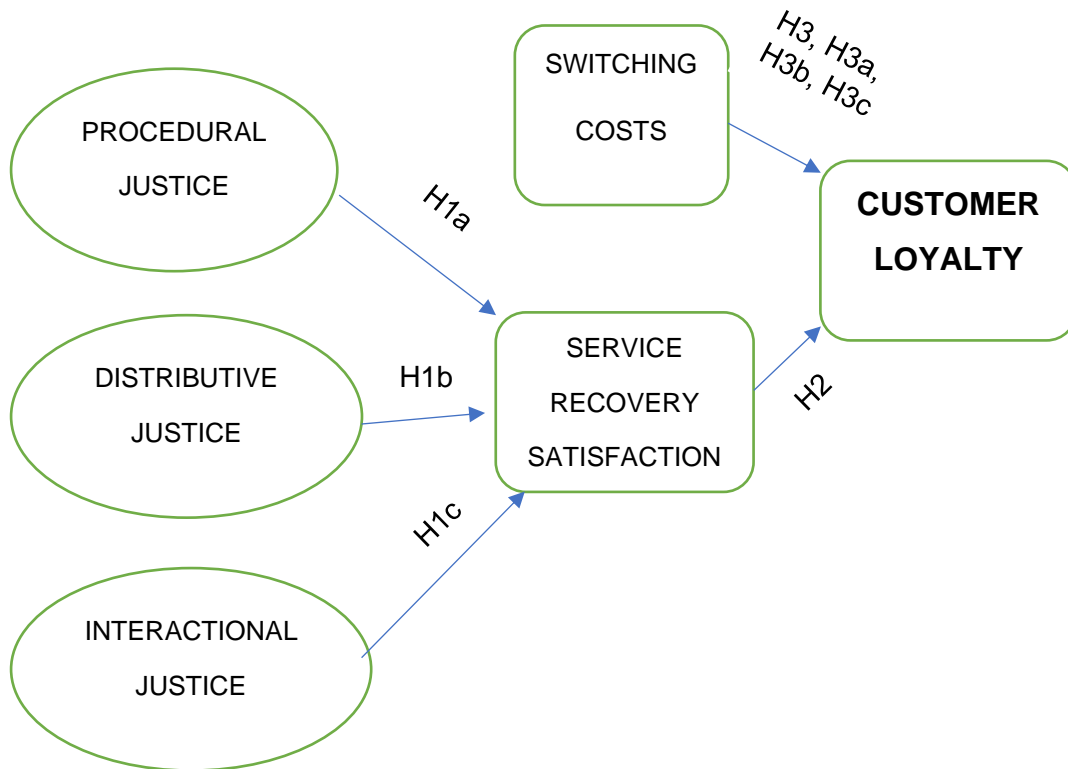 SWITCHING
COSTS
H3, H3a,
H3b, H3c
PROCEDURAL
JUSTICE
H1a
CUSTOMER
LOYALTY
DISTRIBUTIVE
JUSTICE
H1b
SERVICE
RECOVERY
SATISFACTION
H2
H1c
INTERACTIONAL
JUSTICE